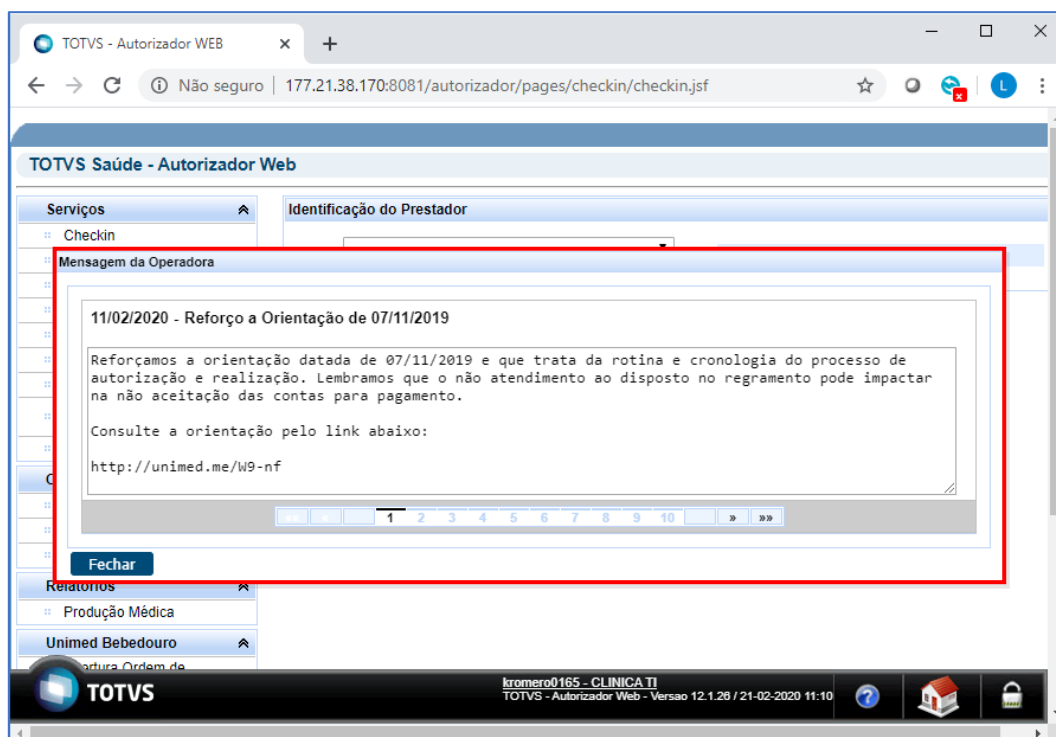 TOTVS - Autorizador WEB
Não seguro | 177.21.38.170:8081/autorizador/pages/checkin/checkin.jsf
L
TOTVS Saúde - Autorizador Web
Serviços
Identificação do Prestador
Checkin
Mensagem da Operadora
11/02/2020 - Reforço a Orientação de 07/11/2019
Reforçamos a orientação datada de 07/11/2019 e que trata da rotina e cronologia do processo de
autorização e realização. Lembramos que o não atendimento ao disposto no regramento pode impactar
na não aceitação das contas para pagamento.
Consulte a orientação pelo link abaixo:
http://unimed.me/W9-nf
«« « 1 2 3 4 5 6 7 8 9 10 » »»
Fechar
Relatórios
Produção Médica
Unimed Bebedouro
Ordem de
TOTVS
kromero0165 - CLINICA TI
TOTVS - Autorizador Web - Versao 12.1.26 / 21-02-2020 11:10